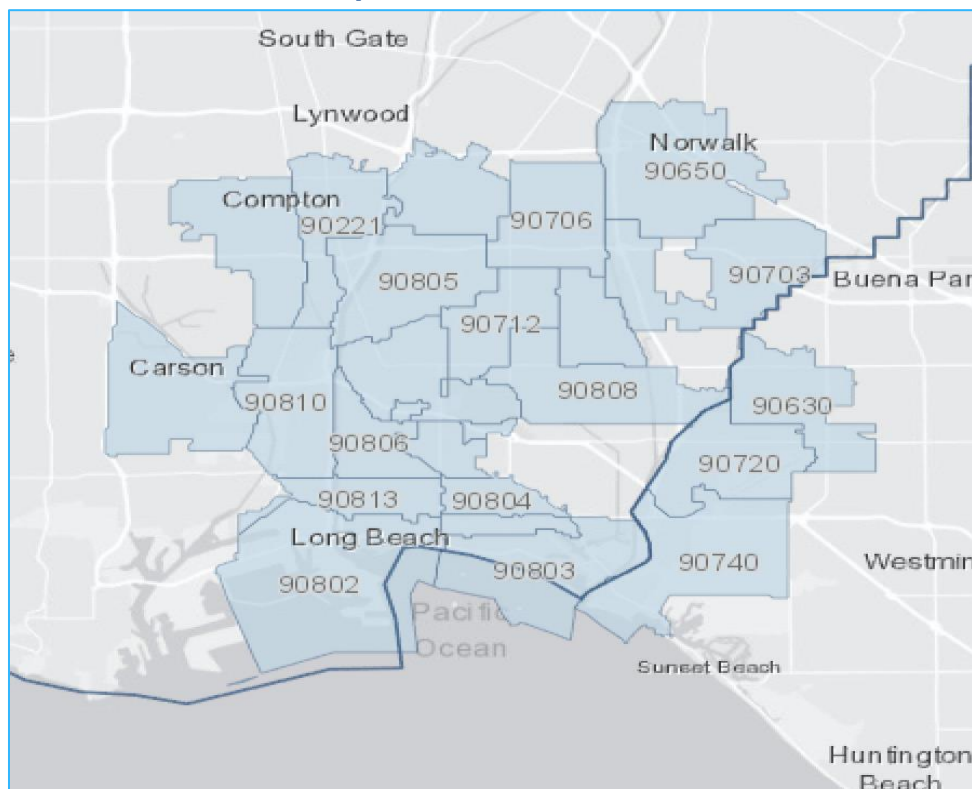 South Gate
Lynwood
Norwalk
90650
Compton
90221
90706
90703
90805
Buena Par
90712
Carson
90808
90810
90630
90806
90720
90813
90804
Long Beach
90803
90740
Westmin
90802
Pacific
Ocean
Sunset Beach
Huntington
Beach